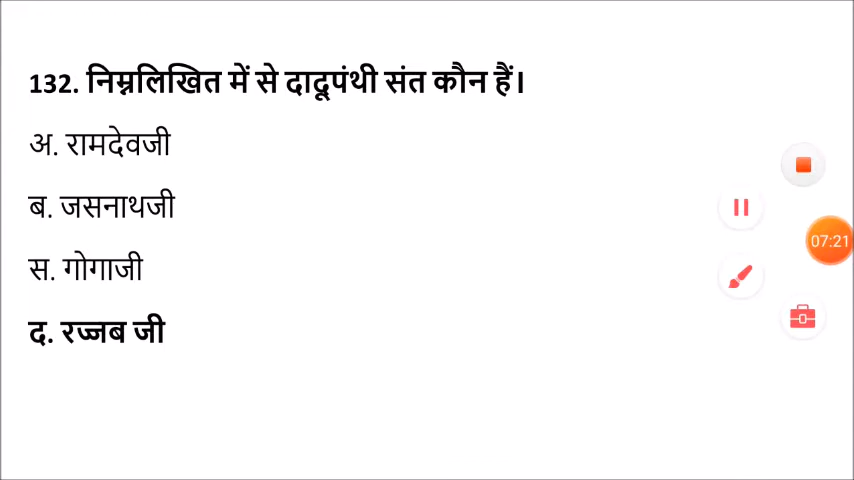 132. निम्नलिखित में से दादूपंथी संत कौन हैं।
अ. रामदेवजी
ब. जसनाथजी
स. गोगाजी
द. रज्जब जी
07:21